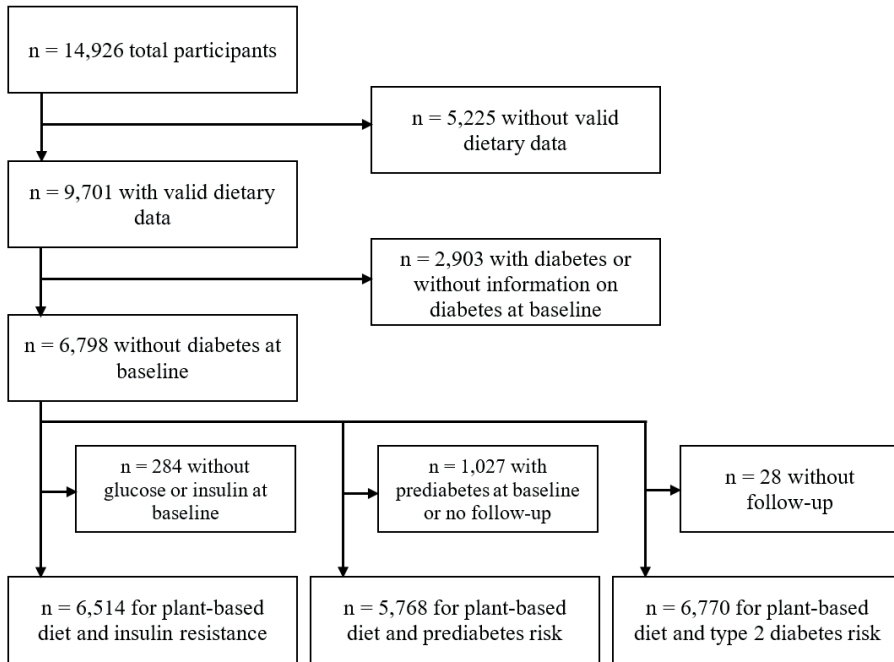 n = 14,926 total participants
n = 5,225 without valid
dietary data
n = 9,701 with valid dietary
data
n = 2,903 with diabetes or
without information on
diabetes at baseline
n = 6,798 without diabetes at
baseline
n = 284 without
glucose or insulin at
baseline
n = 1,027 with
prediabetes at baseline
or no follow-up
n = 28 without
follow-up
n = 6,514 for plant-based
diet and insulin resistance
n = 5,768 for plant-based
diet and prediabetes risk
n = 6,770 for plant-based
diet and type 2 diabetes risk